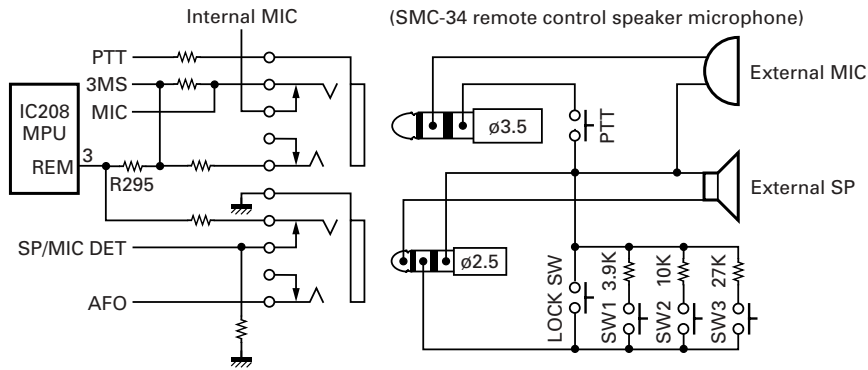 Internal MIC
(SMC-34 remote control speaker microphone)
PTT
3MS
MIC
IC208
MPU
REM
3
R295
SP/MIC DET
AFO
ø3.5
PTT
External MIC
External SP
ø2.5
LOCK SW
SW1 3.9K
SW2 10K
SW3 27K